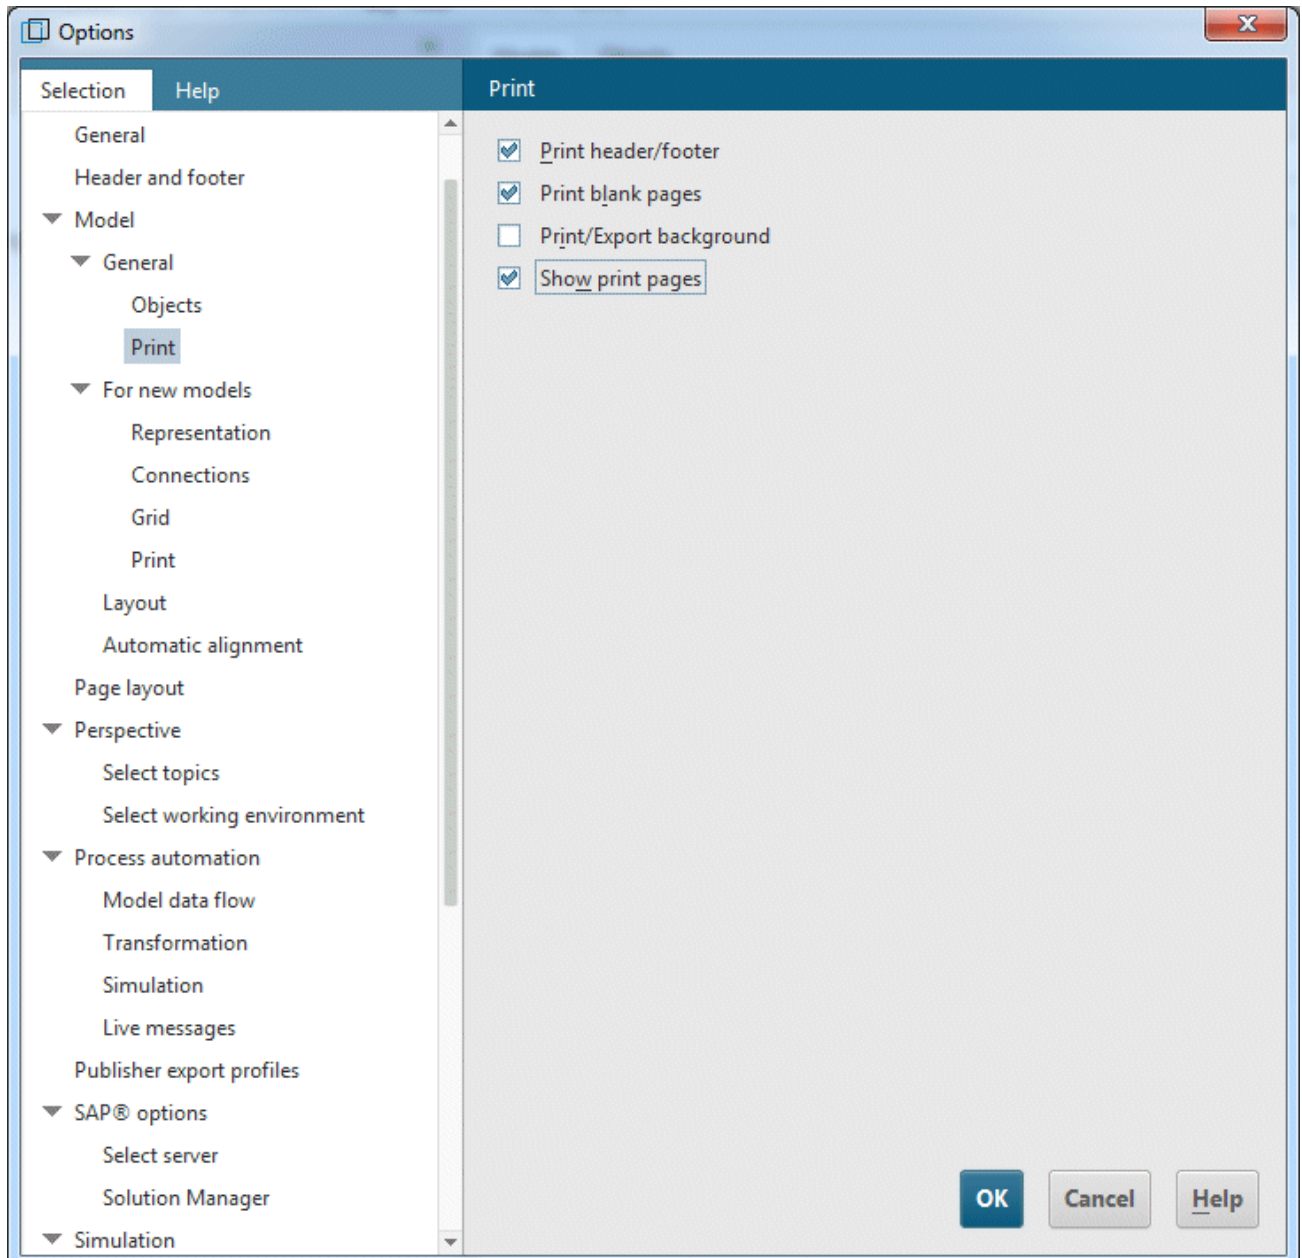 Options
Selection
Help
General
Header and footer
Model
General
Objects
Print
For new models
Representation
Connections
Grid
Print
Layout
Automatic alignment
Page layout
Perspective
Select topics
Select working environment
Process automation
Model data flow
Transformation
Simulation
Live messages
Publisher export profiles
SAP® options
Select server
Solution Manager
Simulation
Print
Print header/footer
Print blank pages
Print/Export background
Show print pages
OK
Cancel
Help